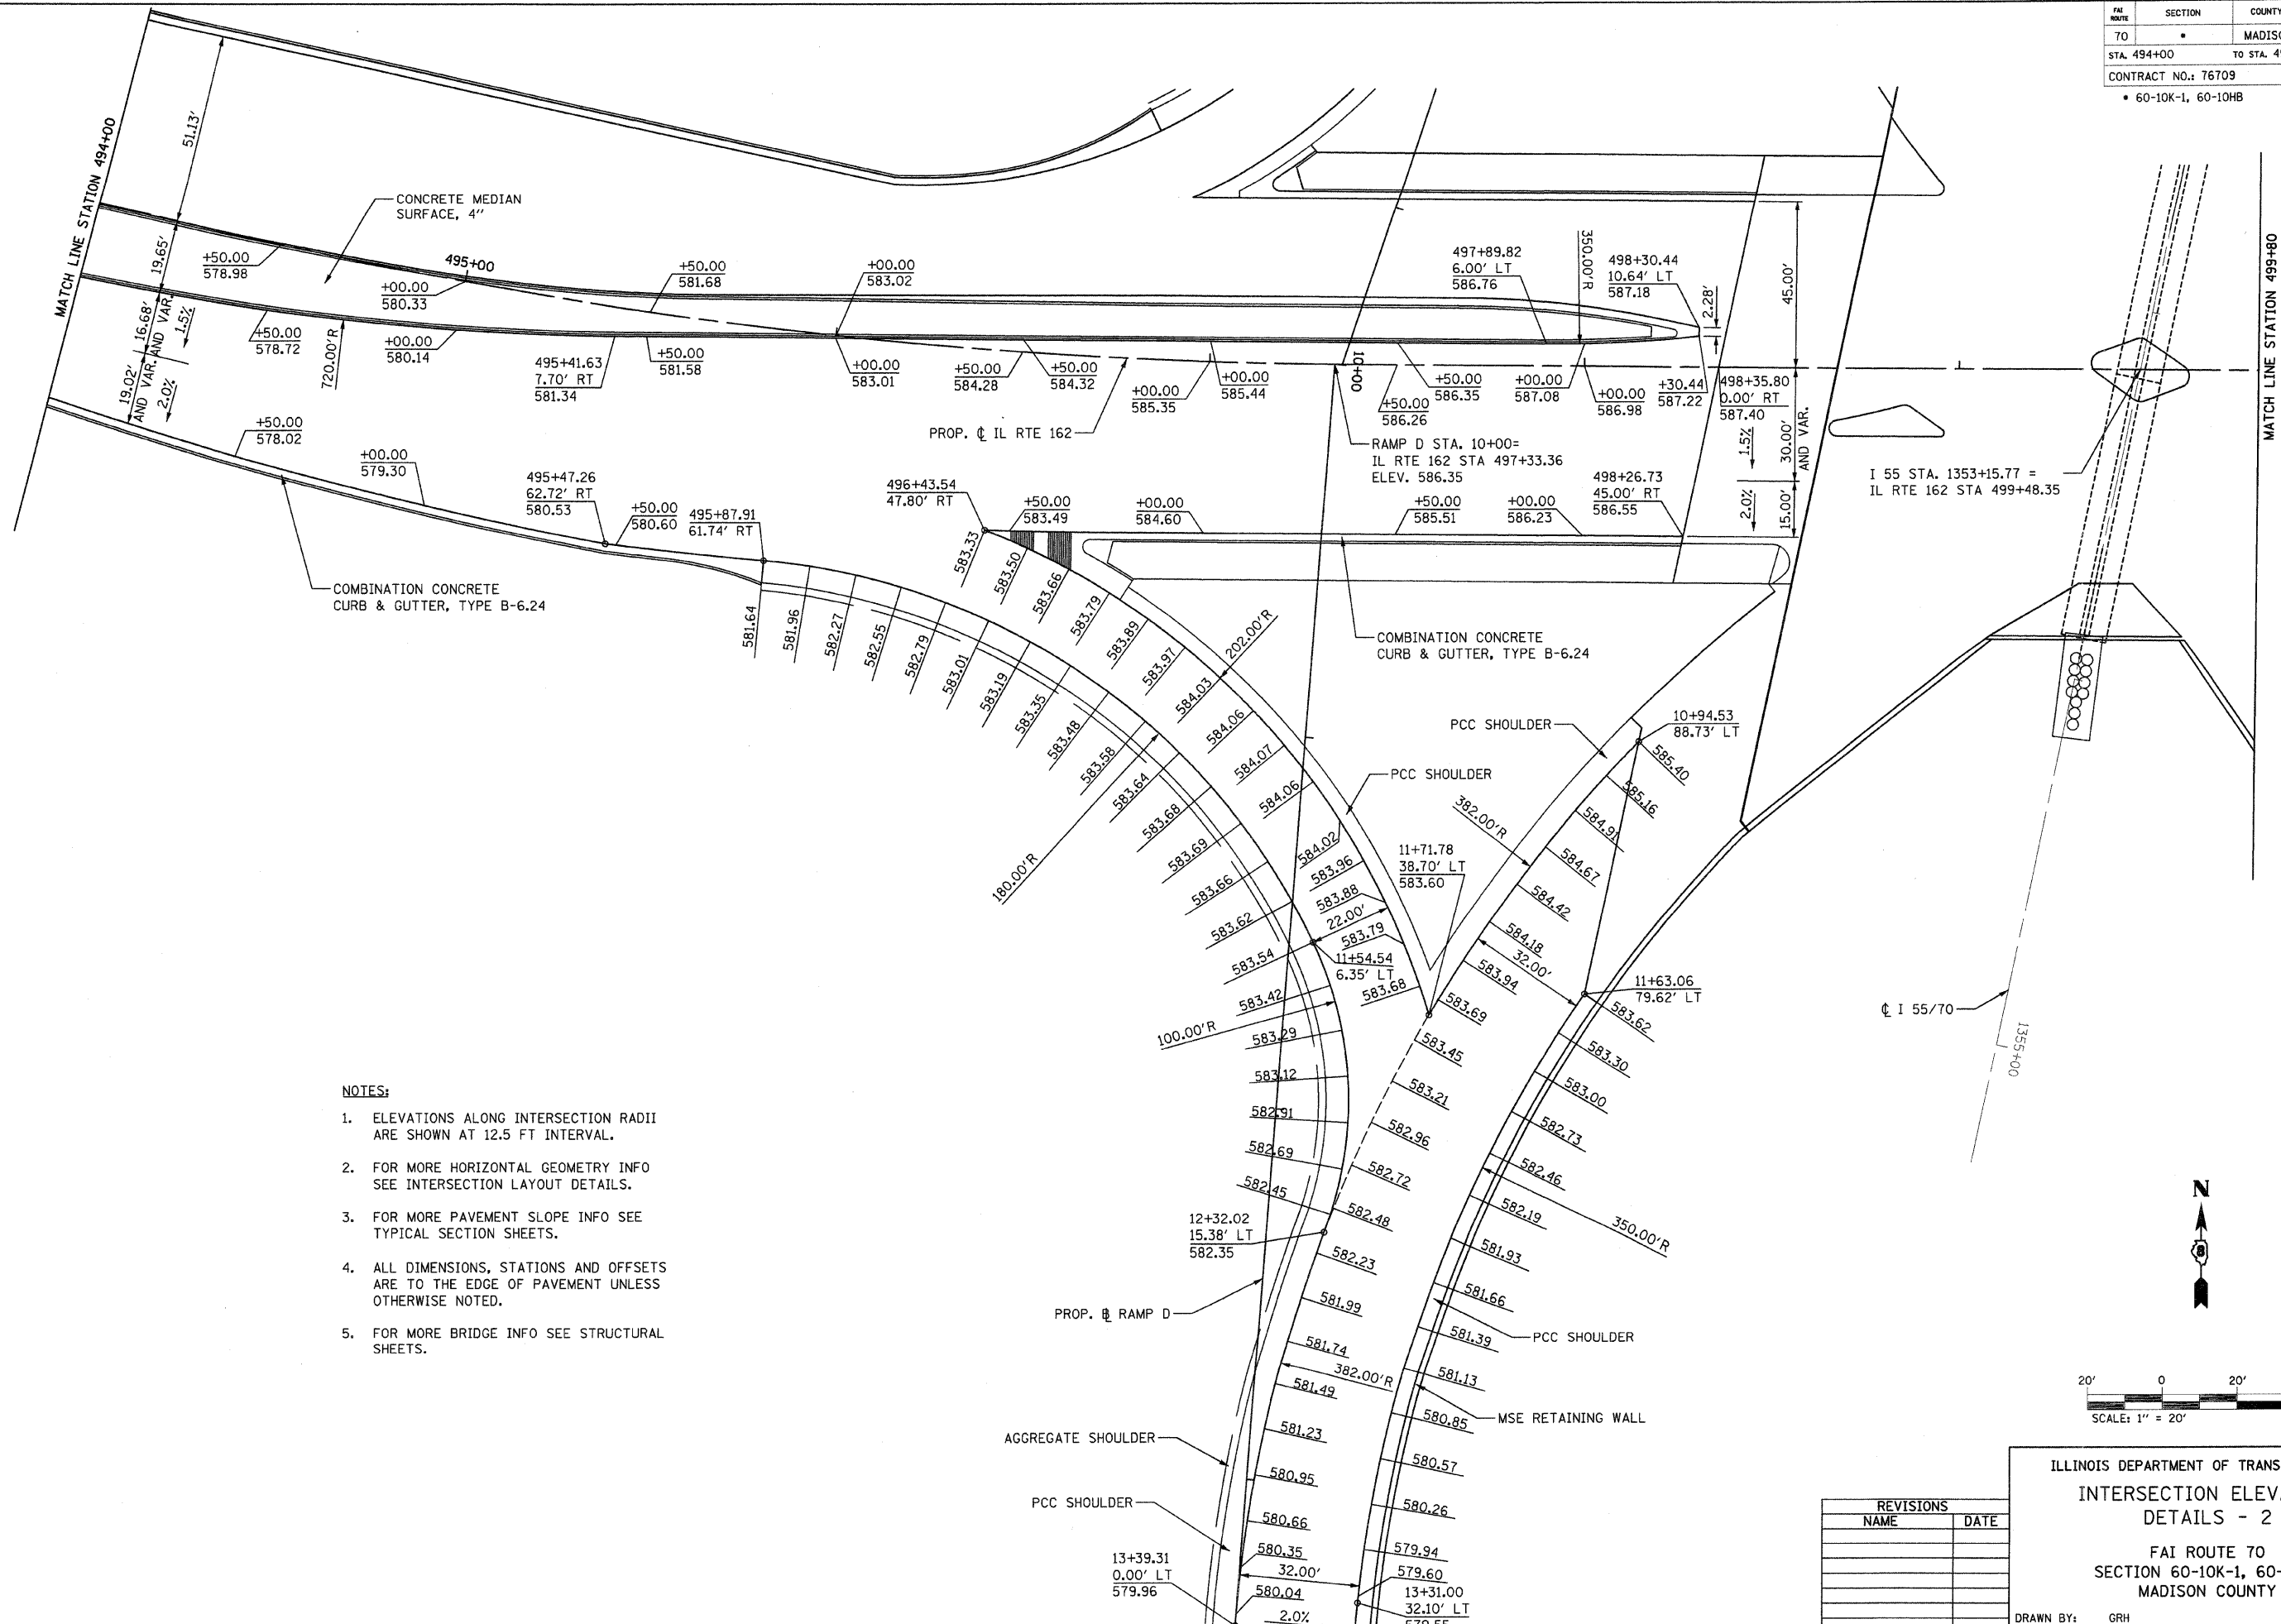 FAI ROUTE
SECTION
COUNTY
70
•
STA. 494+00
TO STA.
CONTRACT NO.: 76709
• 60-10K-1, 60-10HB
MATCH LINE STATION 494+00
51.13'
CONCRETE MEDIAN
SURFACE, 4"
19.65'
16.68'
AND VAR.
1.5%
19.02'
AND VAR.
2.0%
+50.00
578.98
495+00
+00.00
580.33
+50.00
581.68
+00.00
583.02
497+89.82
6.00' LT
586.76
350.00'R
498+30.44
10.64' LT
587.18
2.28'
45.00'
+50.00
578.72
720.00'R
+00.00
580.14
495+41.63
7.70' RT
581.34
+50.00
581.58
+00.00
583.01
+50.00
584.28
+50.00
584.32
+00.00
585.35
+00.00
585.44
10+00
+50.00
586.26
+50.00
586.35
+00.00
587.08
+00.00
586.98
+30.44
587.22
498+35.80
0.00' RT
587.40
1.5%
30.00'
AND VAR.
2.0%
15.00'
PROP. ℄ IL RTE 162
RAMP D STA. 10+00=
IL RTE 162 STA 497+33.36
ELEV. 586.35
I 55 STA. 1353+15.77 =
IL RTE 162 STA 499+48.35
MATCH LINE STATION 499+80
+50.00
578.02
+00.00
579.30
495+47.26
62.72' RT
580.53
+50.00
580.60
495+87.91
61.74' RT
496+43.54
47.80' RT
+50.00
583.49
+00.00
584.60
+50.00
585.51
+00.00
586.23
498+26.73
45.00' RT
586.55
COMBINATION CONCRETE
CURB & GUTTER, TYPE B-6.24
COMBINATION CONCRETE
CURB & GUTTER, TYPE B-6.24
581.64
581.96
582.27
582.55
582.79
583.01
583.19
583.35
583.48
583.58
583.64
583.68
583.69
583.66
583.62
583.54
583.42
583.29
583.12
582.91
582.69
582.45
180.00'R
100.00'R
583.33
583.50
583.66
583.79
583.89
583.97
584.03
584.06
584.07
584.06
584.02
583.96
583.88
583.79
583.68
202.00'R
22.00'
11+54.54
6.35' LT
11+71.78
38.70' LT
583.60
PCC SHOULDER
PCC SHOULDER
10+94.53
88.73' LT
585.40
585.16
584.91
584.67
584.42
584.18
583.94
583.69
583.45
583.21
582.96
582.72
582.48
582.23
581.99
581.74
581.49
581.23
580.95
580.66
580.35
580.04
382.00'R
32.00'
11+63.06
79.62' LT
583.62
583.30
583.00
582.73
582.46
582.19
581.93
581.66
581.39
581.13
580.85
580.57
580.26
579.94
579.60
350.00'R
382.00'R
℄ I 55/70
1355+00
12+32.02
15.38' LT
582.35
PROP. ⅊ RAMP D
PCC SHOULDER
MSE RETAINING WALL
AGGREGATE SHOULDER
PCC SHOULDER
13+39.31
0.00' LT
579.96
32.00'
2.0%
13+31.00
32.10' LT
NOTES:
1. ELEVATIONS ALONG INTERSECTION RADII
ARE SHOWN AT 12.5 FT INTERVAL.
2. FOR MORE HORIZONTAL GEOMETRY INFO
SEE INTERSECTION LAYOUT DETAILS.
3. FOR MORE PAVEMENT SLOPE INFO SEE
TYPICAL SECTION SHEETS.
4. ALL DIMENSIONS, STATIONS AND OFFSETS
ARE TO THE EDGE OF PAVEMENT UNLESS
OTHERWISE NOTED.
5. FOR MORE BRIDGE INFO SEE STRUCTURAL
SHEETS.
N
8
20' 0 20'
SCALE: 1" = 20'
REVISIONS
NAME DATE
ILLINOIS DEPARTMENT OF
INTERSECTION
DETAILS - 2
FAI ROUTE 70
SECTION 60-10K-1,
MADISON COUNTY
DRAWN BY: GRH